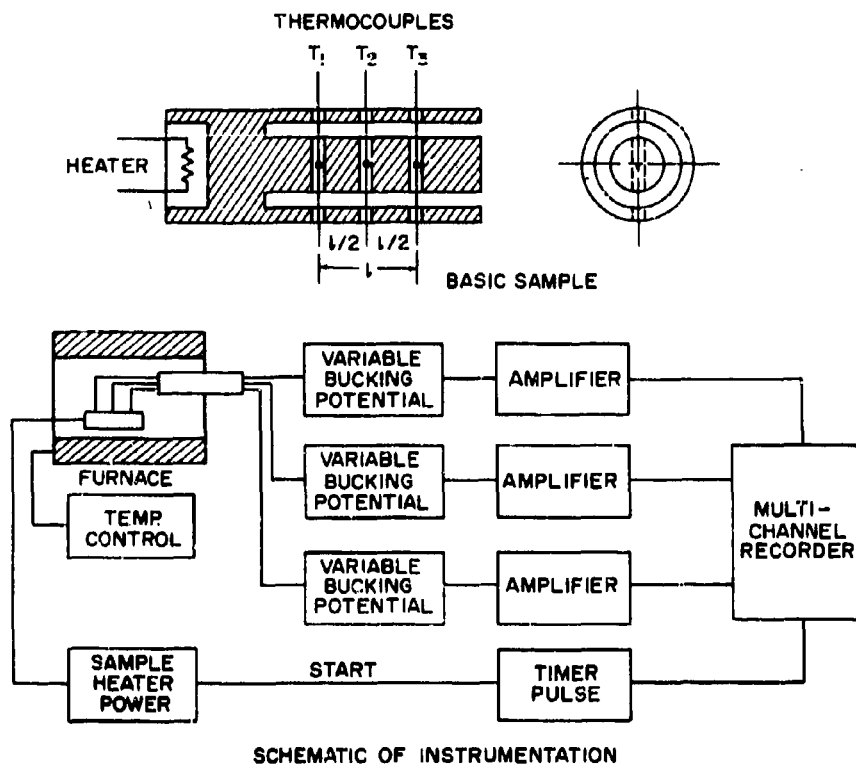 THERMOCOUPLES
T1 T2 T3
HEATER
l/2 l/2
l
BASIC SAMPLE
VARIABLE
BUCKING
POTENTIAL
AMPLIFIER
FURNACE
TEMP.
CONTROL
VARIABLE
BUCKING
POTENTIAL
AMPLIFIER
MULTI-
CHANNEL
RECORDER
VARIABLE
BUCKING
POTENTIAL
AMPLIFIER
SAMPLE
HEATER
POWER
START
TIMER
PULSE
SCHEMATIC OF INSTRUMENTATION